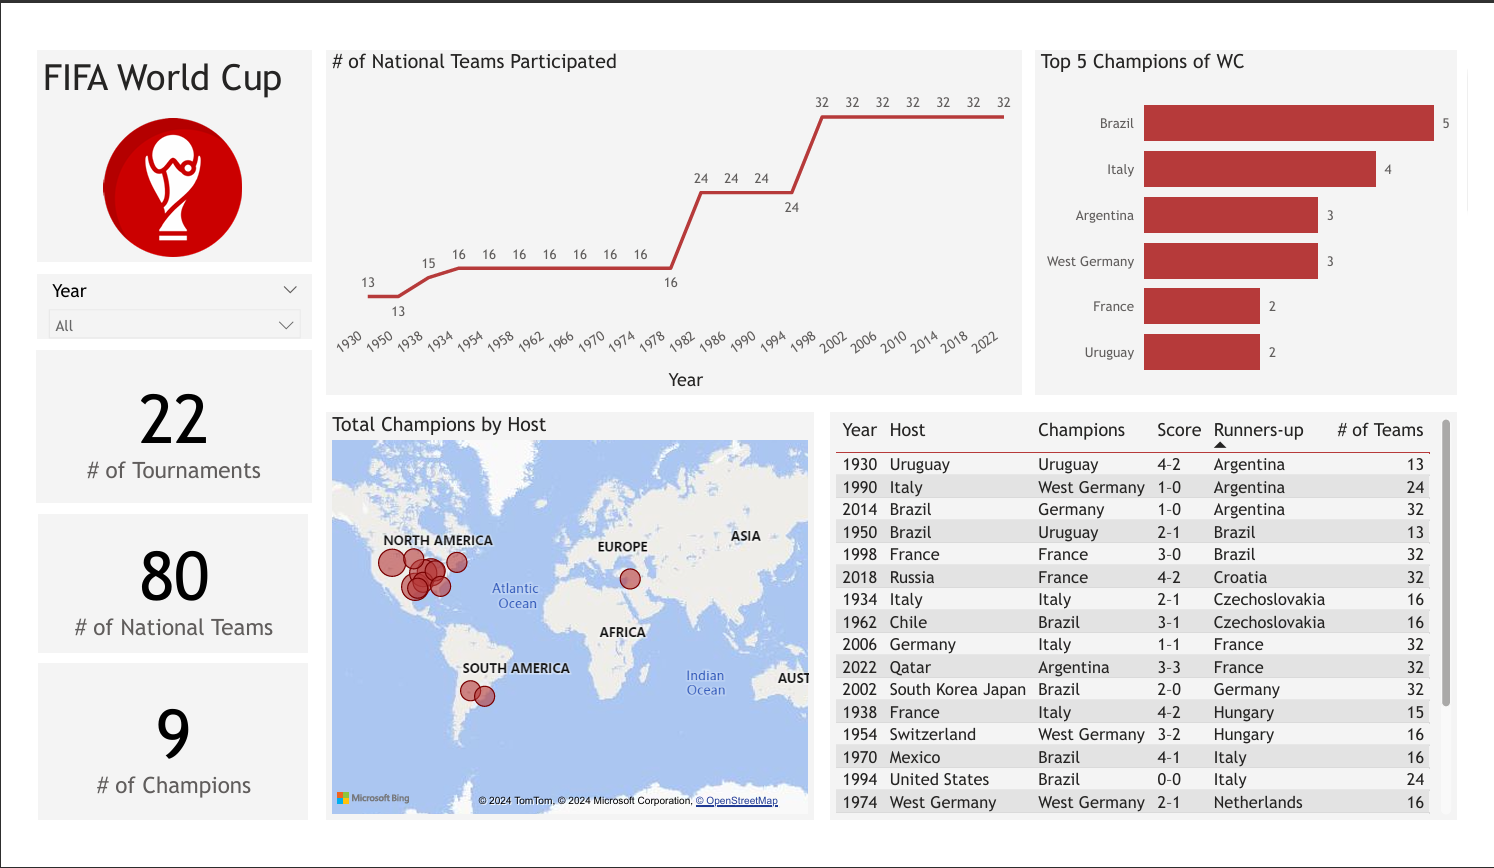 FIFA World Cup
Year
All
22
# of Tournaments
80
# of National Teams
9
# of Champions
# of National Teams Participated
32 32 32 32 32 32 32
24 24 24
24
16 16 16 16 16 16 16
15
13
16
13
1930 1950 1938 1934 1954 1958 1962 1966 1970 1974 1978 1982 1986 1990 1994 1998 2002 2006 2010 2014 2018 2022
Year
Top 5 Champions of WC
Brazil 5
Italy 4
Argentina 3
West Germany 3
France 2
Uruguay 2
Total Champions by Host
NORTH AMERICA
EUROPE
ASIA
Atlantic
Ocean
AFRICA
SOUTH AMERICA
Indian
Ocean
AUST
Microsoft Bing
© 2024 TomTom, © 2024 Microsoft Corporation, © OpenStreetMap
Year Host Champions Score Runners-up # of Teams
1930 Uruguay Uruguay 4-2 Argentina 13
1990 Italy West Germany 1-0 Argentina 24
2014 Brazil Germany 1-0 Argentina 32
1950 Brazil Uruguay 2-1 Brazil 13
1998 France France 3-0 Brazil 32
2018 Russia France 4-2 Croatia 32
1934 Italy Italy 2-1 Czechoslovakia 16
1962 Chile Brazil 3-1 Czechoslovakia 16
2006 Germany Italy 1-1 France 32
2022 Qatar Argentina 3-3 France 32
2002 South Korea Japan Brazil 2-0 Germany 32
1938 France Italy 4-2 Hungary 15
1954 Switzerland West Germany 3-2 Hungary 16
1970 Mexico Brazil 4-1 Italy 16
1994 United States Brazil 0-0 Italy 24
1974 West Germany West Germany 2-1 Netherlands 16